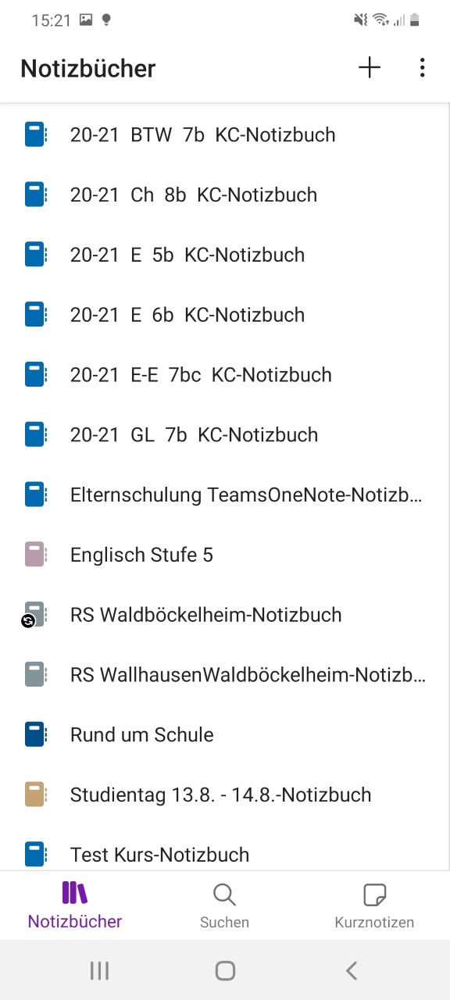 15:21
Notizbücher
20-21 BTW 7b KC-Notizbuch
20-21 Ch 8b KC-Notizbuch
20-21 E 5b KC-Notizbuch
20-21 E 6b KC-Notizbuch
20-21 E-E 7bc KC-Notizbuch
20-21 GL 7b KC-Notizbuch
Elternschulung TeamsOneNote-Notizb...
Englisch Stufe 5
RS Waldböckelheim-Notizbuch
RS WallhausenWaldböckelheim-Notizb...
Rund um Schule
Studientag 13.8. - 14.8.-Notizbuch
Test Kurs-Notizbuch
Notizbücher
Suchen
Kurznotizen